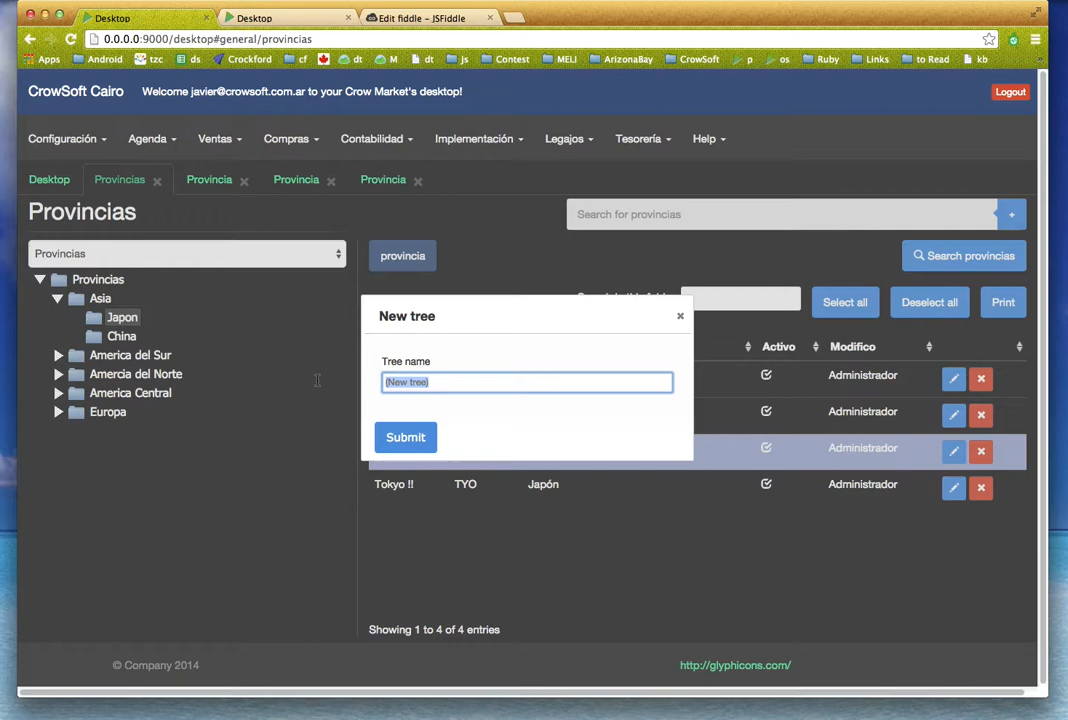 Desktop
Desktop
Edit fiddle - JSFiddle
0.0.0.0:9000/desktop#general/provincias
Apps Android tzc ds Crockford cf dt M dt js Contest MELI ArizonaBay CrowSoft p os Ruby Links to Read kb
CrowSoft Cairo Welcome javier@crowsoft.com.ar to your Crow Market's desktop! Logout
Configuración Agenda Ventas Compras Contabilidad Implementación Legajos Tesorería Help
Desktop Provincias Provincia Provincia Provincia
Provincias
Search for provincias +
Provincias
provincia
Search provincias
Provincias
Asia
Japon
China
America del Sur
Amercia del Norte
America Central
Europa
Select all Deselect all Print
New tree
Tree name
(New tree)
Submit
Activo Modifico
Administrador
Administrador
Administrador
Tokyo !! TYO Japón Administrador
Showing 1 to 4 of 4 entries
© Company 2014 http://glyphicons.com/